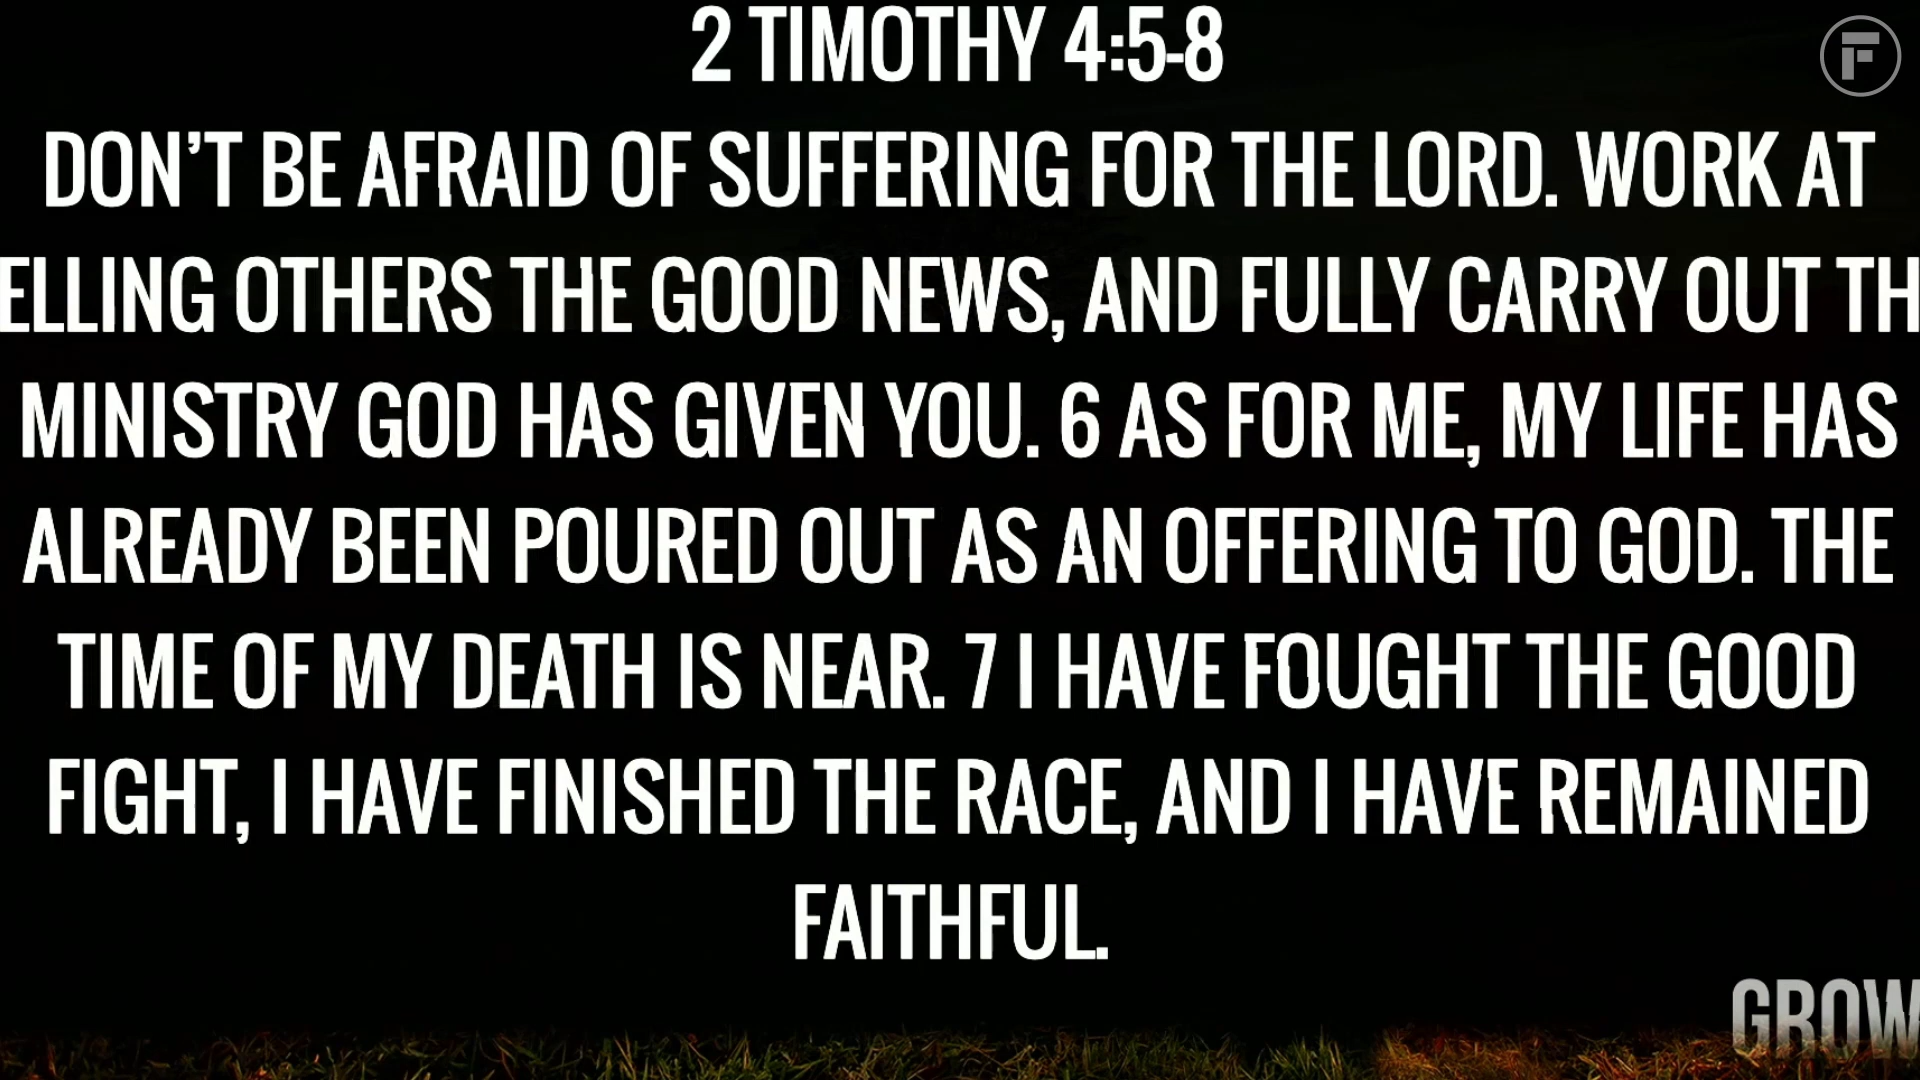 2 TIMOTHY 4:5-8
F
DON'T BE AFRAID OF SUFFERING FOR THE LORD. WORK AT
ELLING OTHERS THE GOOD NEWS, AND FULLY CARRY OUT TH
MINISTRY GOD HAS GIVEN YOU. 6 AS FOR ME, MY LIFE HAS
ALREADY BEEN POURED OUT AS AN OFFERING TO GOD. THE
TIME OF MY DEATH IS NEAR. 7 I HAVE FOUGHT THE GOOD
FIGHT, I HAVE FINISHED THE RACE, AND I HAVE REMAINED
FAITHFUL.
GROW